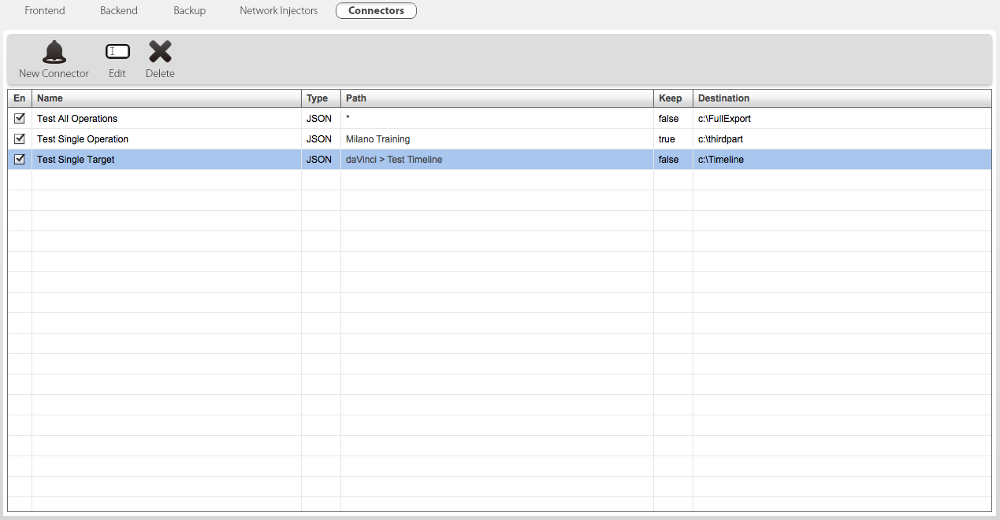 Frontend Backend Backup Network Injectors Connectors
New Connector Edit Delete
En Name Type Path Keep Destination
Test All Operations JSON * false c:\FullExport
Test Single Operation JSON Milano Training true c:\thirdpart
Test Single Target JSON daVinci > Test Timeline false c:\Timeline